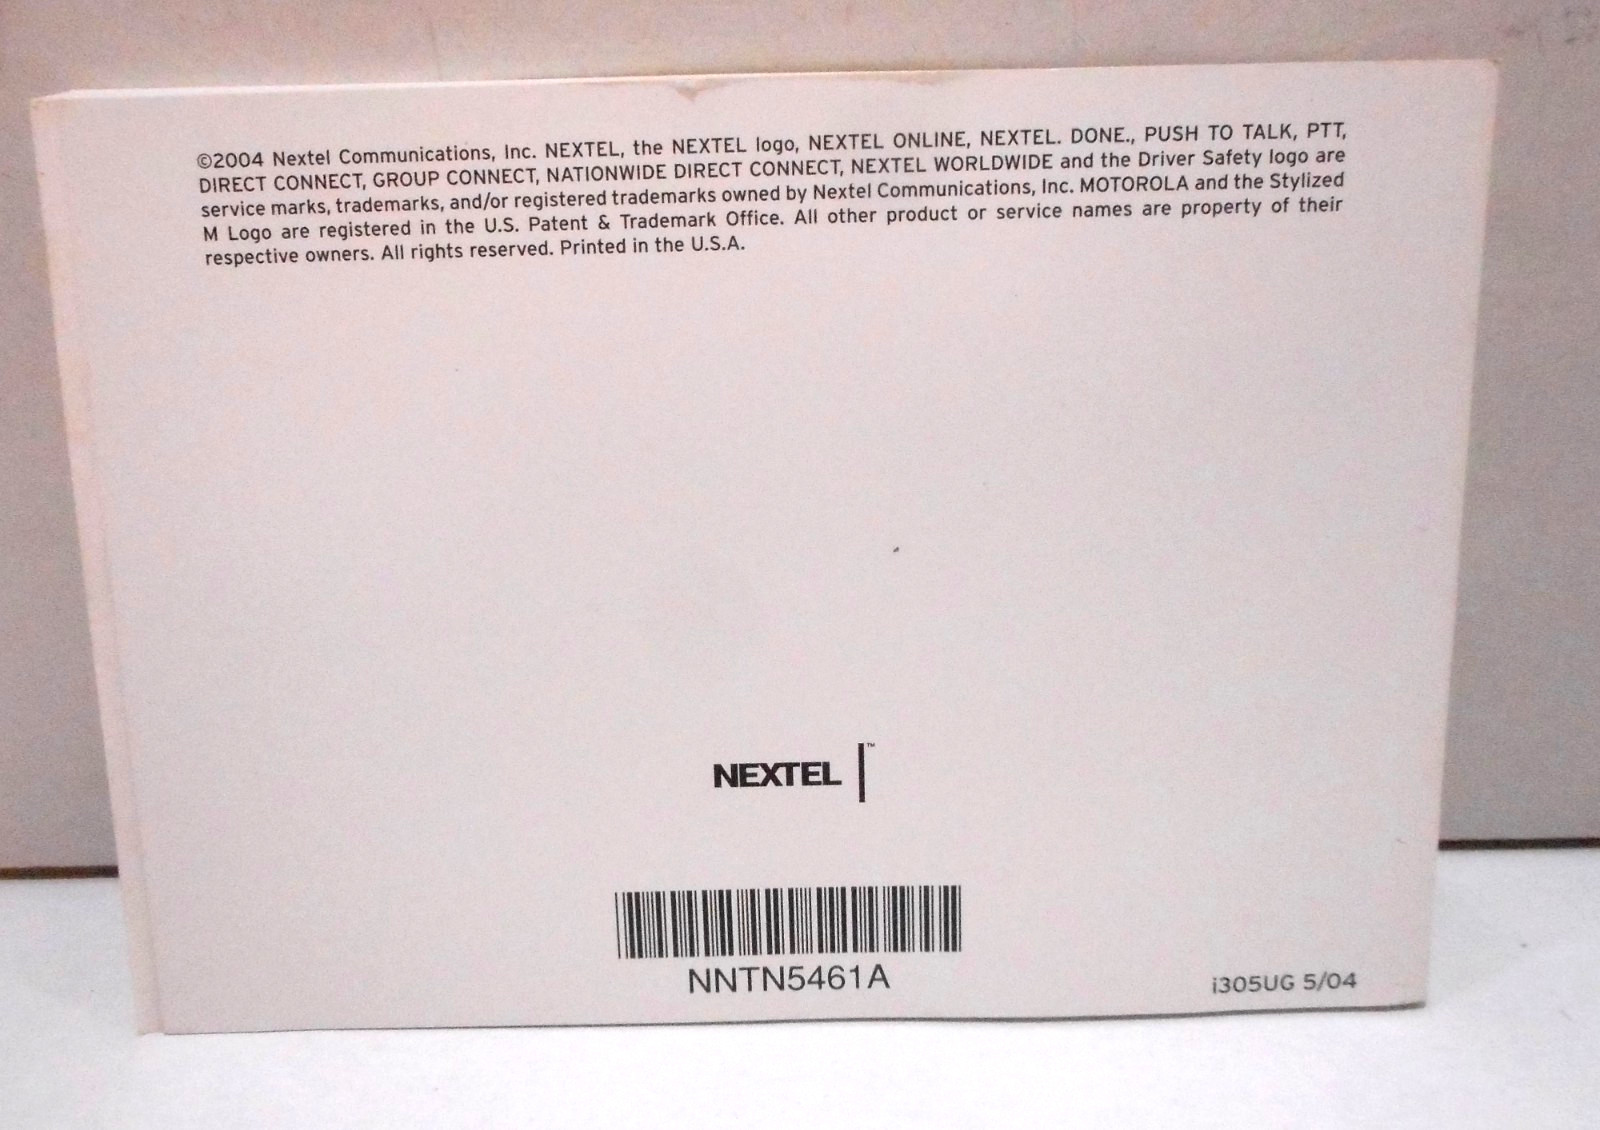 ©2004 Nextel Communications, Inc. NEXTEL, the NEXTEL logo, NEXTEL ONLINE, NEXTEL. DONE., PUSH TO TALK, PTT,
DIRECT CONNECT, GROUP CONNECT, NATIONWIDE DIRECT CONNECT, NEXTEL WORLDWIDE and the Driver Safety logo are
service marks, trademarks, and/or registered trademarks owned by Nextel Communications, Inc. MOTOROLA and the Stylized
M Logo are registered in the U.S. Patent & Trademark Office. All other product or service names are property of their
respective owners. All rights reserved. Printed in the U.S.A.
NEXTEL ™
NNTN5461A
i305UG 5/04